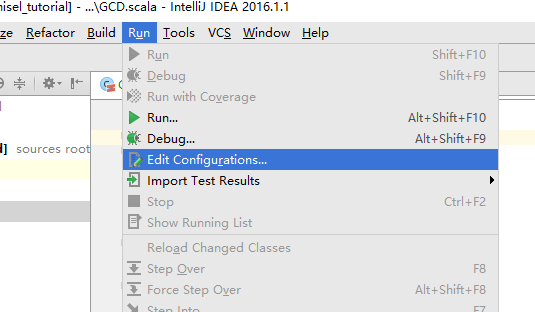 nisel_tutorial] - ...\GCD.scala - IntelliJ IDEA 2016.1.1
ze Refactor Build Run Tools VCS Window Help
Run Shift+F10
Debug Shift+F9
Run with Coverage
Run... Alt+Shift+F10
d] sources root
Debug... Alt+Shift+F9
Edit Configurations...
Import Test Results
Stop Ctrl+F2
Show Running List
Reload Changed Classes
Step Over F8
Force Step Over Alt+Shift+F8
Step Into F7